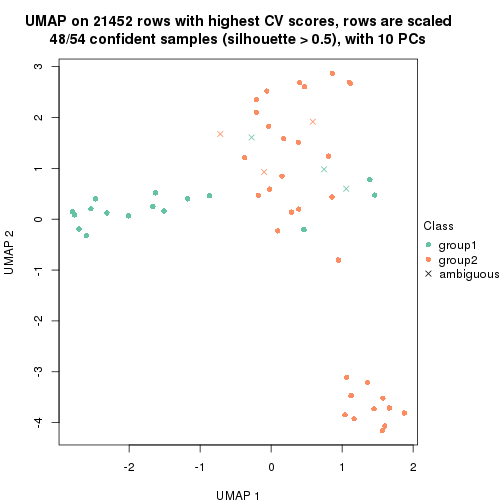 UMAP on 21452 rows with highest CV scores, rows are scaled
48/54 confident samples (silhouette > 0.5), with 10 PCs
3
2
1
0
-1
-2
-3
-4
UMAP 2
-2
-1
0
1
2
UMAP 1
Class
group1
group2
ambiguous